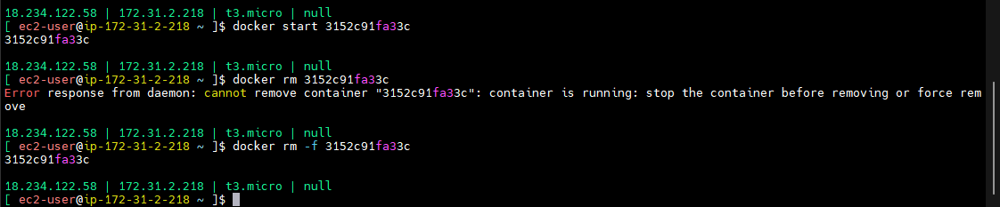 18.234.122.58 | 172.31.2.218 | t3.micro | null
[ ec2-user@ip-172-31-2-218 ~ ]$ docker start 3152c91fa33c
3152c91fa33c
18.234.122.58 | 172.31.2.218 | t3.micro | null
[ ec2-user@ip-172-31-2-218 ~ ]$ docker rm 3152c91fa33c
Error response from daemon: cannot remove container "3152c91fa33c": container is running: stop the container before removing or force rem
ove
18.234.122.58 | 172.31.2.218 | t3.micro | null
[ ec2-user@ip-172-31-2-218 ~ ]$ docker rm -f 3152c91fa33c
3152c91fa33c
18.234.122.58 | 172.31.2.218 | t3.micro | null
[ ec2-user@ip-172-31-2-218 ~ ]$